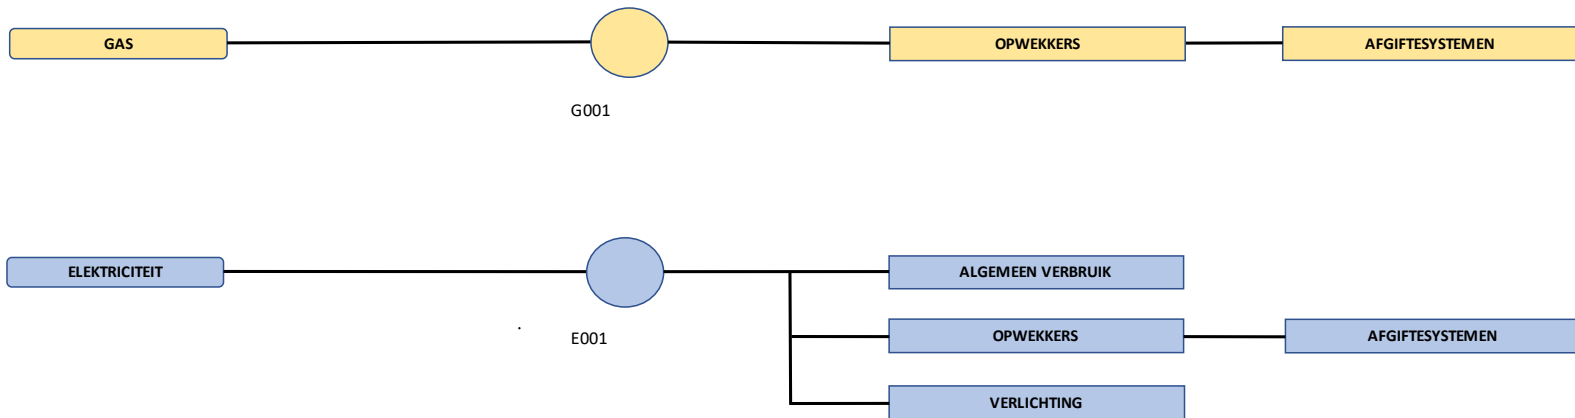 GAS
OPWEKKERS
AFGIFTESYSTEMEN
G001
ELEKTRICITEIT
ALGEMEEN VERBRUIK
.
E001
OPWEKKERS
AFGIFTESYSTEMEN
VERLICHTING